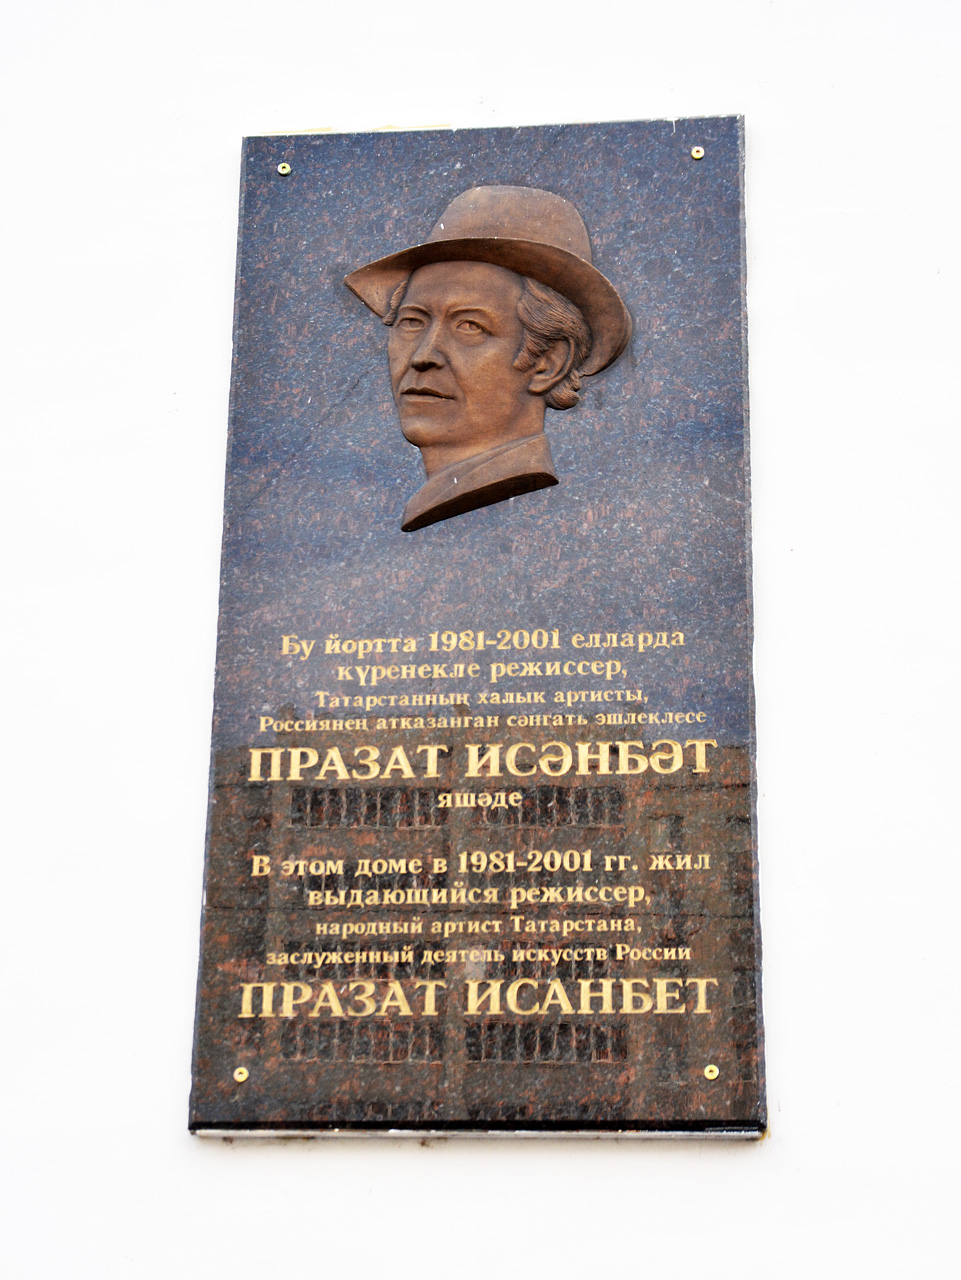 Бу йортта 1981-2001 елларда
күренекле режиссер,
Татарстанның халык артисты,
Россиянең атказанган сәнгать эшлеклесе
ПРАЗАТ ИСӘНБӘТ
яшәде
В этом доме в 1981-2001 гг. жил
выдающийся режиссер,
народный артист Татарстана,
заслуженный деятель искусств России
ПРАЗАТ ИСАНБЕТ